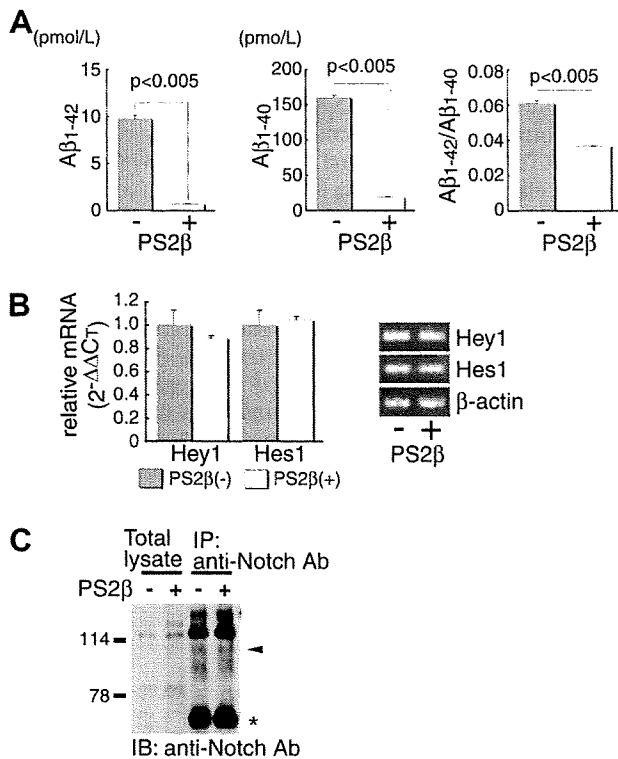 A
(pmol/L)
Aβ1-42
15
10
5
0
p<0.005
- +
PS2β
(pmo/L)
Aβ1-40
200
150
100
50
0
p<0.005
- +
PS2β
Aβ1-42/Aβ1-40
0.08
0.06
0.04
0.02
0
p<0.005
- +
PS2β
B
relative mRNA
(2-ΔΔCT)
1.2
1.0
0.8
0.6
0.4
0.2
0
Hey1 Hes1
PS2β(-) PS2β(+)
Hey1
Hes1
β-actin
- +
PS2β
C
Total
lysate
IP:
anti-Notch Ab
PS2β - + - +
114
78
*
IB: anti-Notch Ab